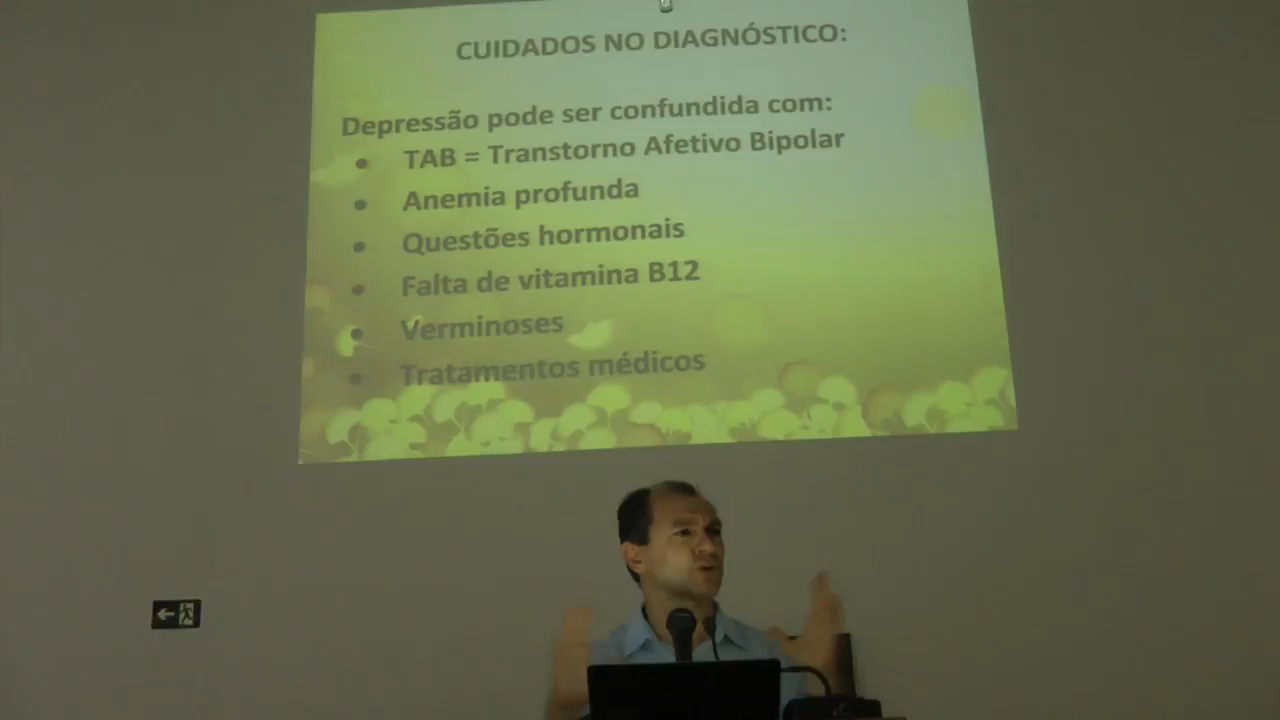 CUIDADOS NO DIAGNÓSTICO:
Depressão pode ser confundida com:
• TAB = Transtorno Afetivo Bipolar
• Anemia profunda
• Questões hormonais
• Falta de vitamina B12
• Verminoses
• Tratamentos médicos